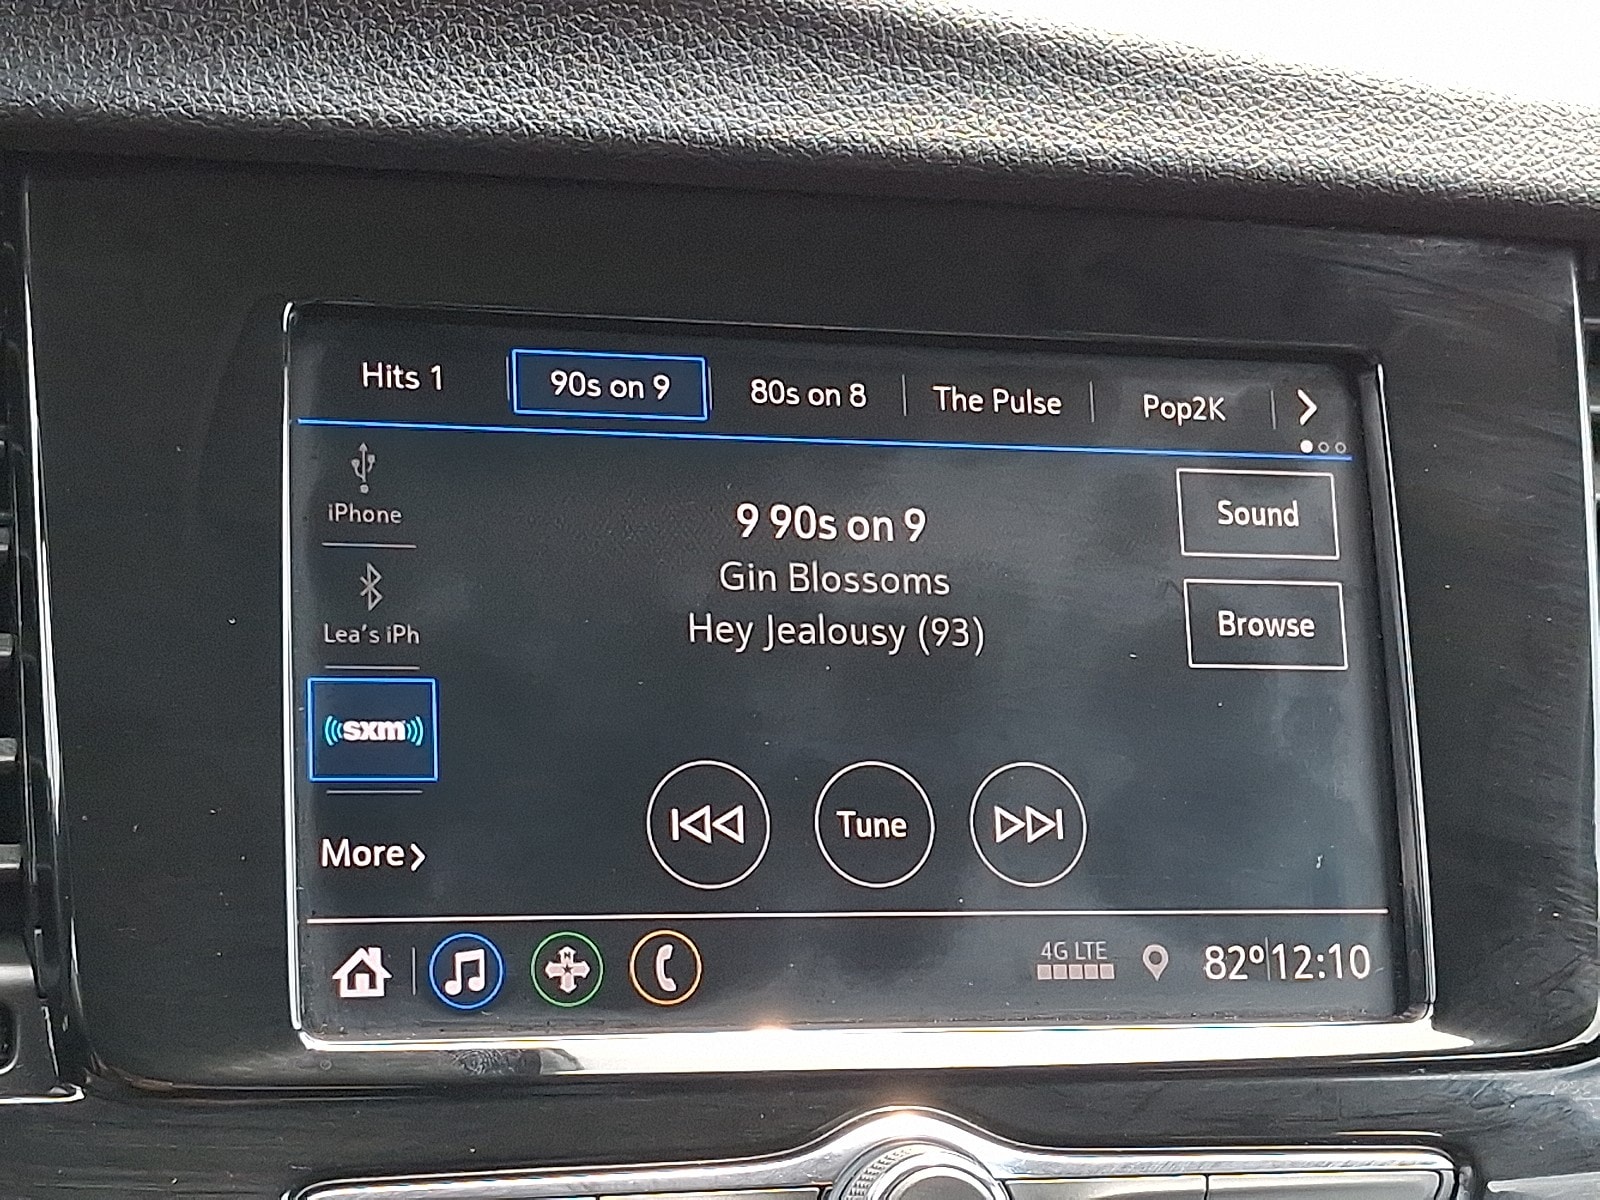 Hits 1 90s on 9 80s on 8 The Pulse Pop2K
iPhone
Lea's iPh
sxm
More
9 90s on 9
Gin Blossoms
Hey Jealousy (93)
Sound
Browse
Tune
4G LTE
82° 12:10